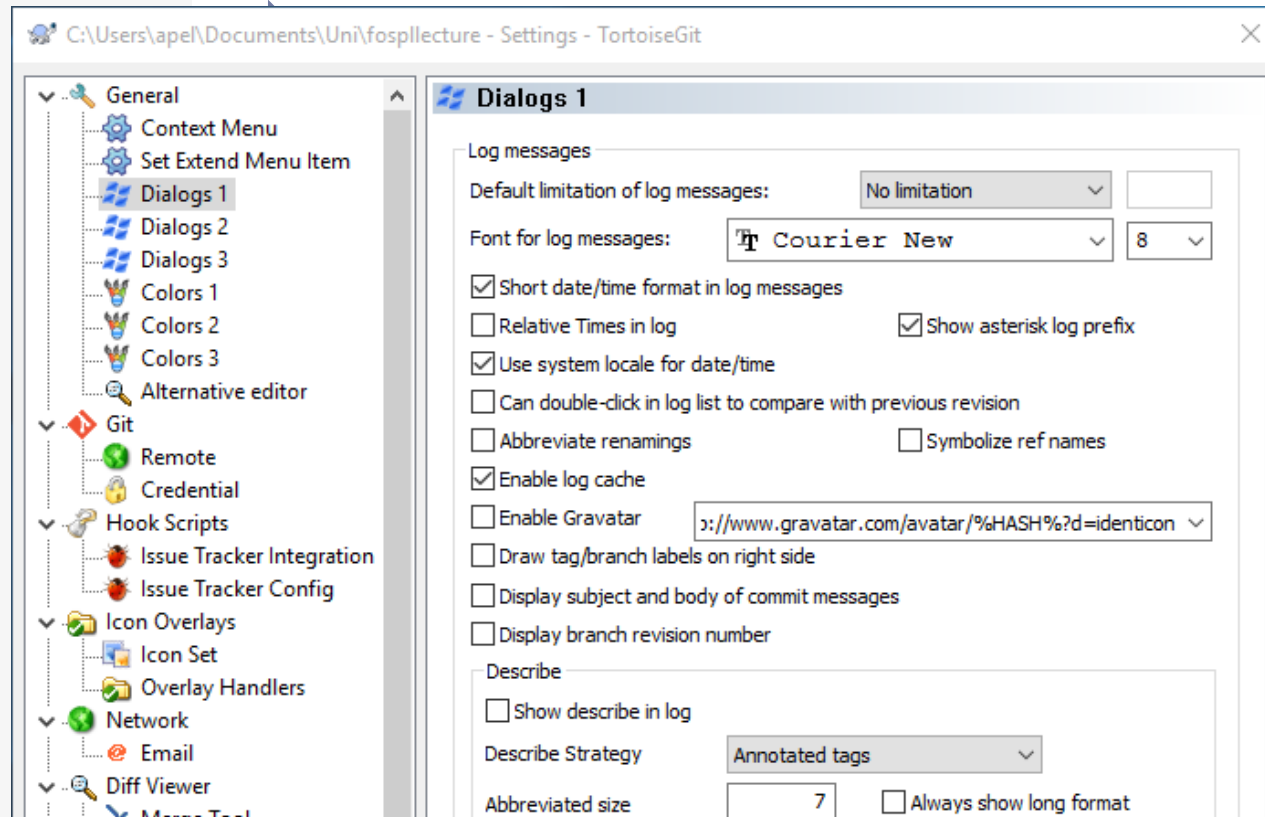 C:\Users\apel\Documents\Uni\fospllecture - Settings - TortoiseGit
General
Context Menu
Set Extend Menu Item
Dialogs 1
Dialogs 2
Dialogs 3
Colors 1
Colors 2
Colors 3
Alternative editor
Git
Remote
Credential
Hook Scripts
Issue Tracker Integration
Issue Tracker Config
Icon Overlays
Icon Set
Overlay Handlers
Network
Email
Diff Viewer
Merge Tool
Dialogs 1
Log messages
Default limitation of log messages: No limitation
Font for log messages: Courier New 8
Short date/time format in log messages
Relative Times in log Show asterisk log prefix
Use system locale for date/time
Can double-click in log list to compare with previous revision
Abbreviate renamings Symbolize ref names
Enable log cache
Enable Gravatar ://www.gravatar.com/avatar/%HASH%?d=identicon
Draw tag/branch labels on right side
Display subject and body of commit messages
Display branch revision number
Describe
Show describe in log
Describe Strategy Annotated tags
Abbreviated size 7 Always show long format